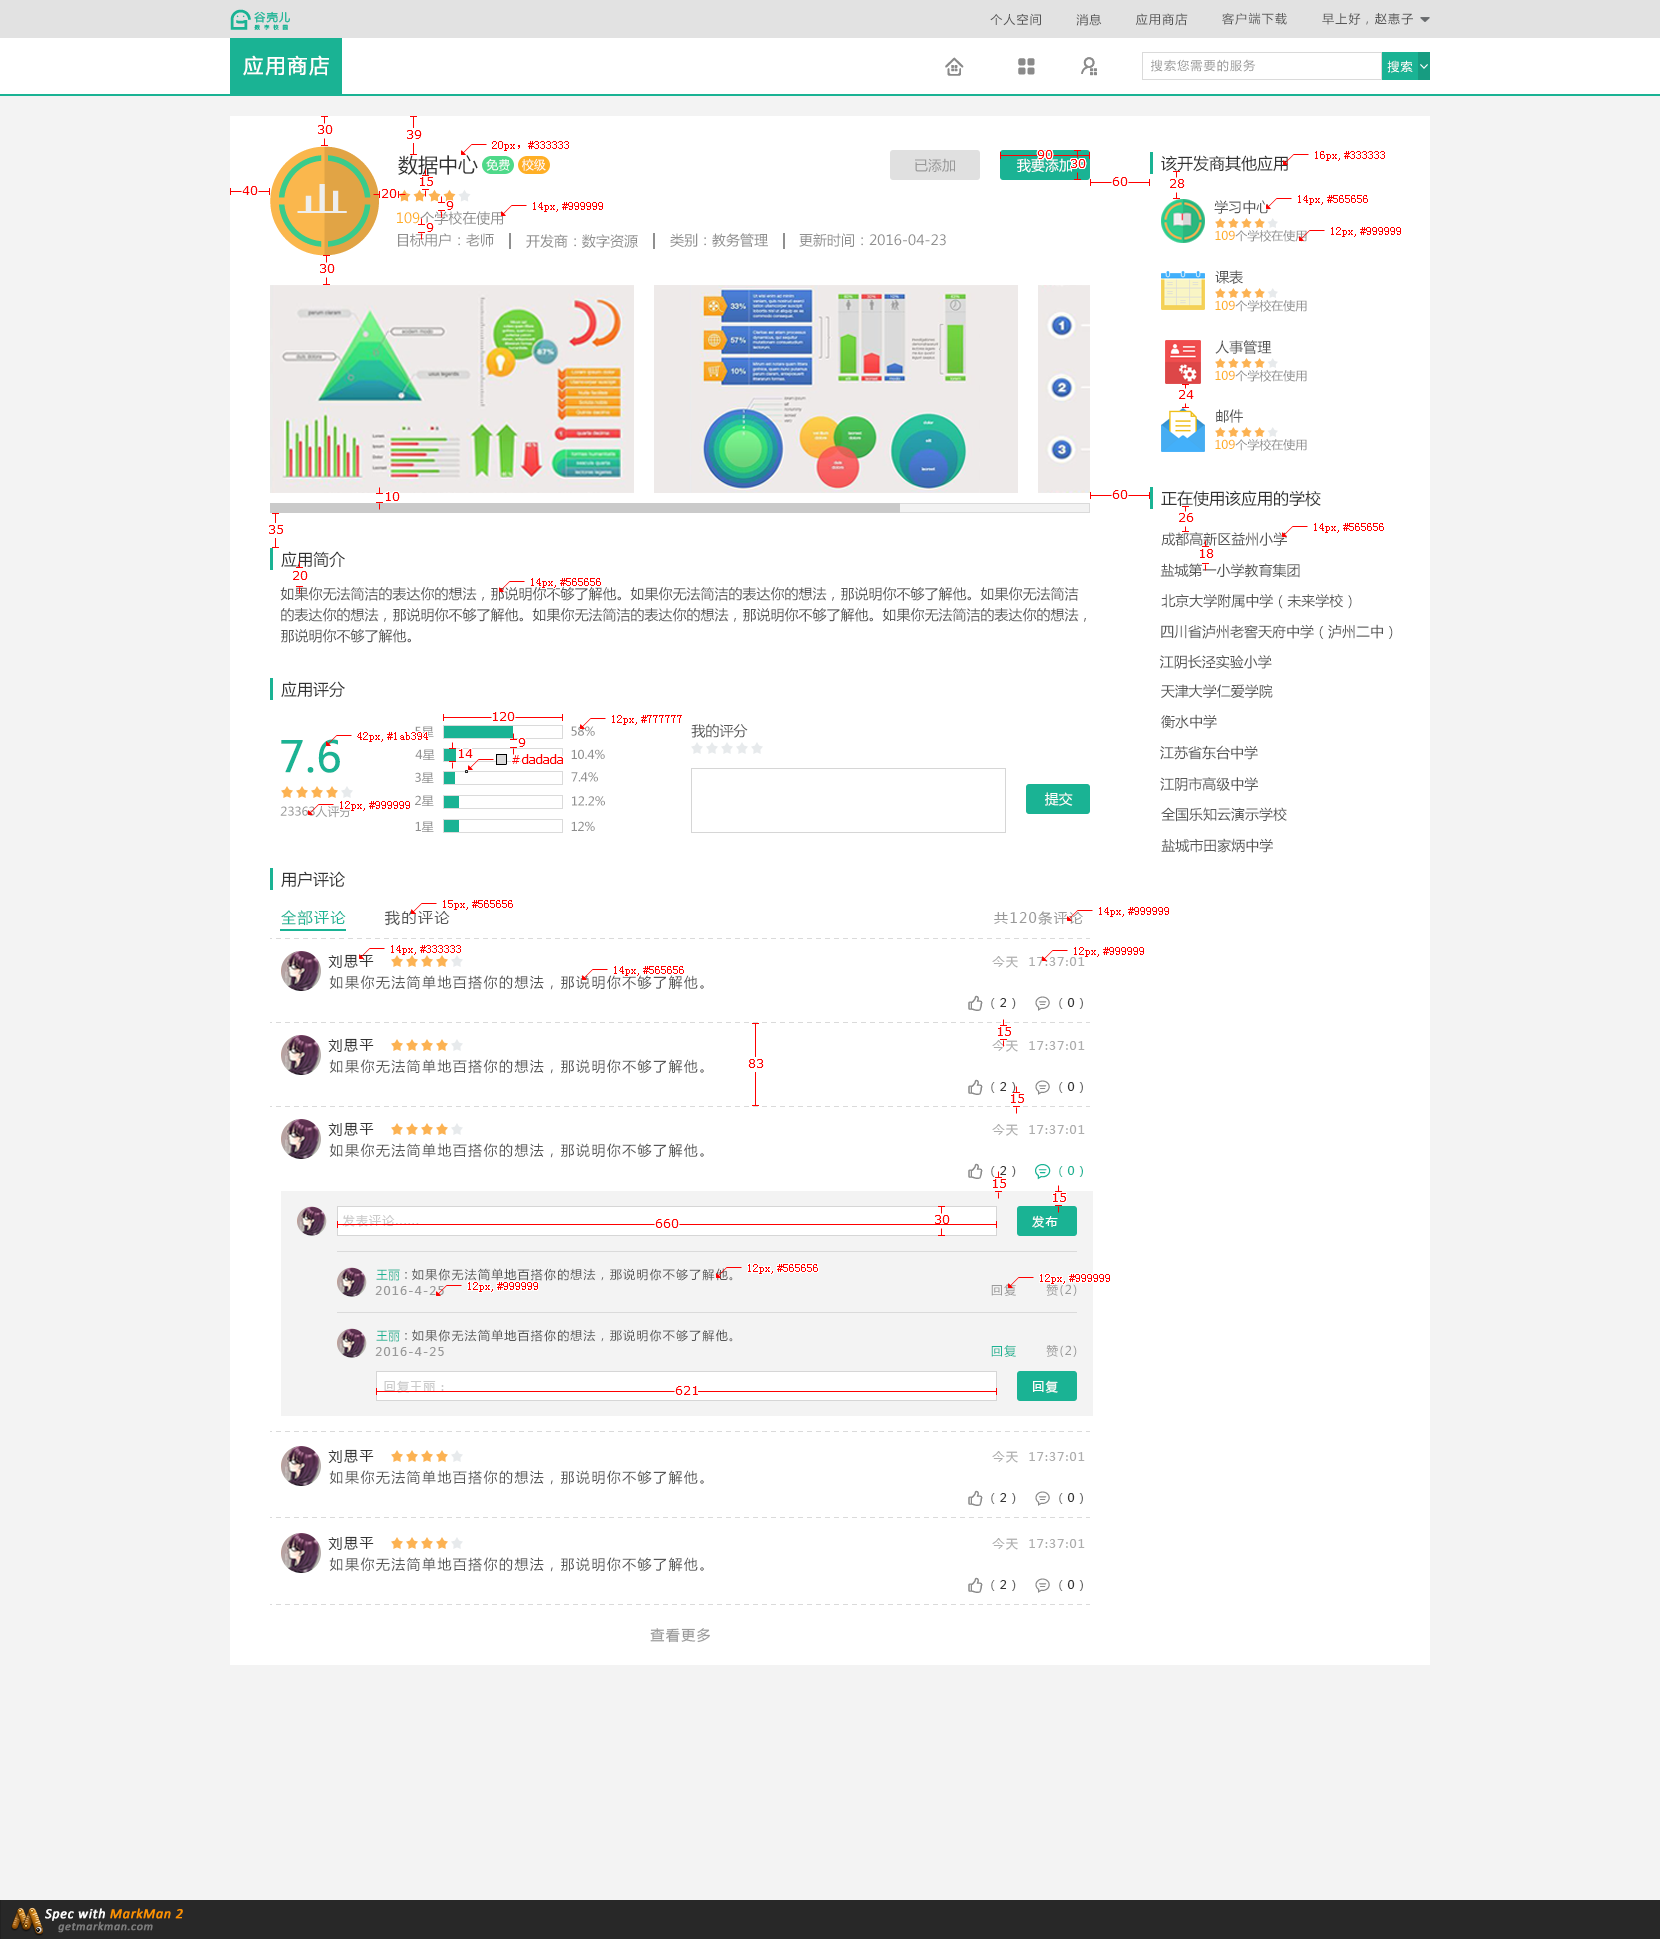 谷壳儿
数字校园
个人空间
消息
应用商店
客户端下载
早上好，赵惠子
应用商店
搜索您需要的服务
搜索
30
39
20px，#333333
数据中心 免费 校级
已添加
我要添加
90
30
60
40
20
15
9
14px, #999999
109个学校在使用
9
目标用户：老师
开发商：数字资源
类别：教务管理
更新时间：2016-04-23
30
该开发商其他应用
16px, #333333
28
学习中心
14px, #565656
109个学校在使用
12px, #999999
课表
109个学校在使用
人事管理
109个学校在使用
24
邮件
109个学校在使用
67%
33%
57%
10%
1
2
3
10
60
35
正在使用该应用的学校
26
14px, #565656
成都高新区益州小学
18
盐城第一小学教育集团
北京大学附属中学（未来学校）
四川省泸州老窖天府中学（泸州二中）
江阴长泾实验小学
天津大学仁爱学院
衡水中学
江苏省东台中学
江阴市高级中学
全国乐知云演示学校
盐城市田家炳中学
应用简介
20
14px, #565656
如果你无法简洁的表达你的想法，那说明你不够了解他。如果你无法简洁的表达你的想法，那说明你不够了解他。如果你无法简洁
的表达你的想法，那说明你不够了解他。如果你无法简洁的表达你的想法，那说明你不够了解他。如果你无法简洁的表达你的想法，
那说明你不够了解他。
应用评分
120
12px, #777777
7.6
42px, #1ab394
23363人评分
12px, #999999
5星 58%
9
4星 10.4%
14
#dadada
3星 7.4%
2星 12.2%
1星 12%
我的评分
提交
用户评论
全部评论
我的评论
15px, #565656
共120条评论
14px, #999999
14px, #333333
刘思平
今天 17:37:01
12px, #999999
14px, #565656
如果你无法简单地百搭你的想法，那说明你不够了解他。
（2） （0）
83
15
刘思平
今天 17:37:01
如果你无法简单地百搭你的想法，那说明你不够了解他。
（2） （0）
15
刘思平
今天 17:37:01
如果你无法简单地百搭你的想法，那说明你不够了解他。
（2） （0）
15
15
发表评论......
660
30
发布
王丽：如果你无法简单地百搭你的想法，那说明你不够了解他。
12px, #565656
2016-4-25
12px, #999999
回复
赞(2)
12px, #999999
王丽：如果你无法简单地百搭你的想法，那说明你不够了解他。
2016-4-25
回复
赞(2)
回复王丽：
621
回复
刘思平
今天 17:37:01
如果你无法简单地百搭你的想法，那说明你不够了解他。
（2） （0）
刘思平
今天 17:37:01
如果你无法简单地百搭你的想法，那说明你不够了解他。
（2） （0）
查看更多
Spec with MarkMan 2
getmarkman.com